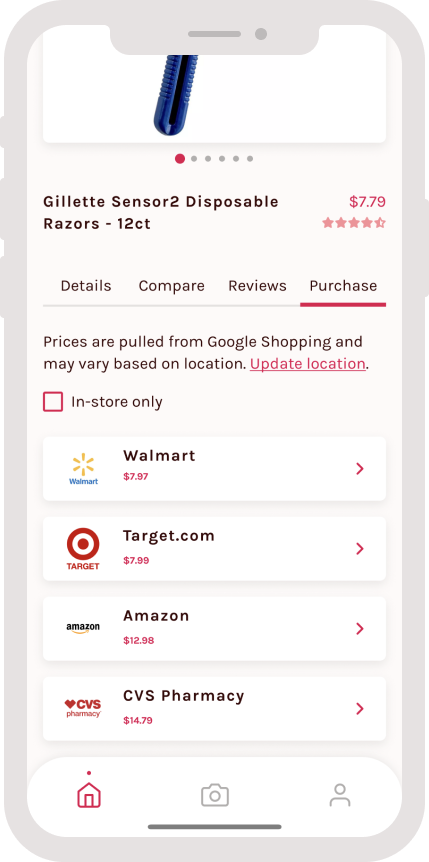 Gillette Sensor2 Disposable
Razors - 12ct
$7.79
Details Compare Reviews Purchase
Prices are pulled from Google Shopping and
may vary based on location. Update location.
In-store only
Walmart
Walmart
$7.97
TARGET
Target.com
$7.99
amazon
Amazon
$12.98
CVS
pharmacy
CVS Pharmacy
$14.79